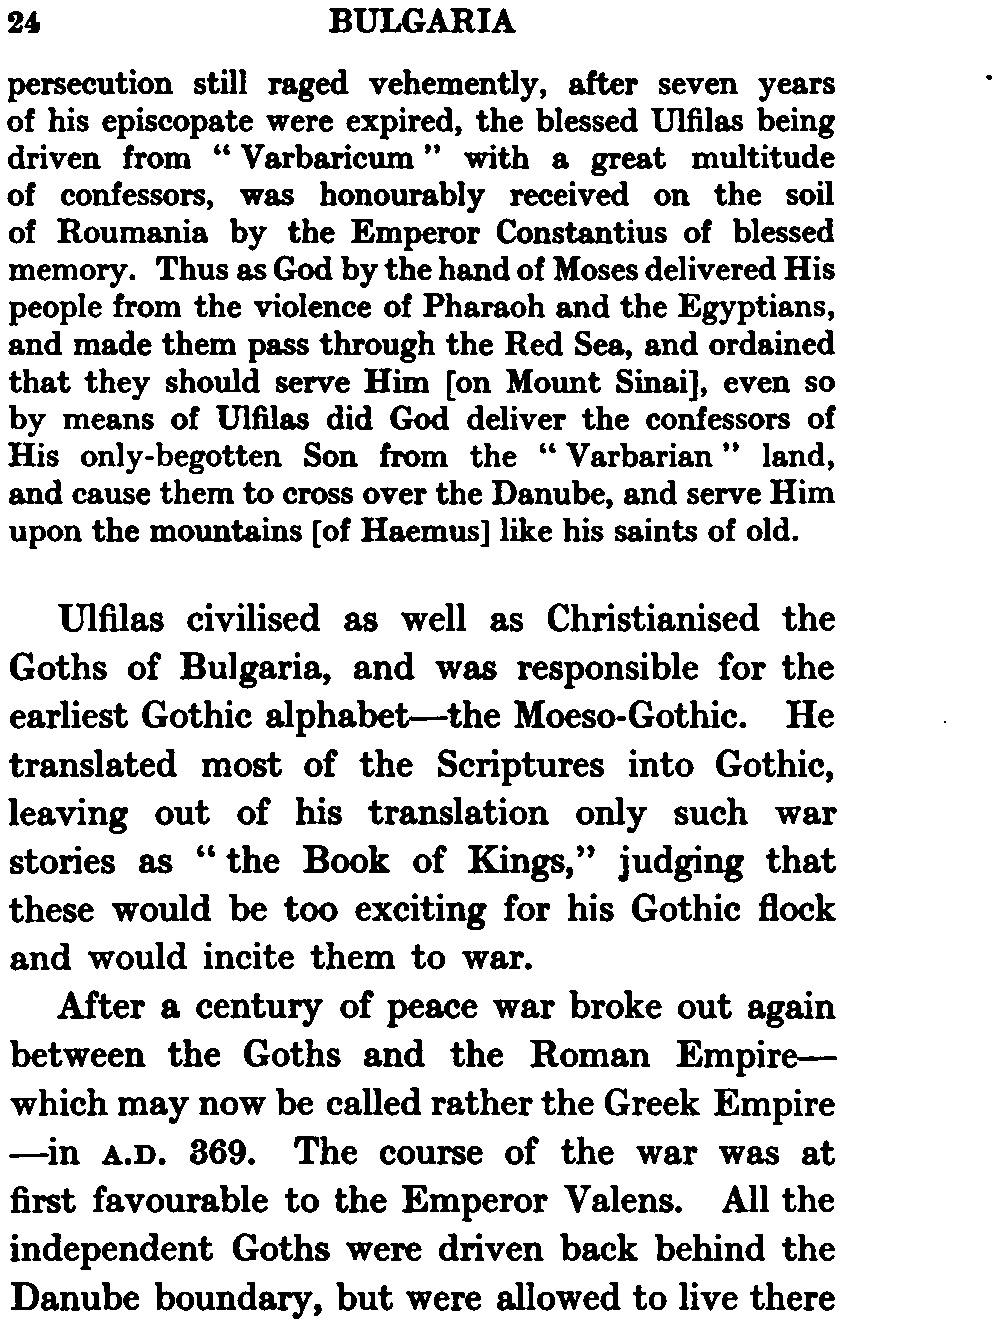 24 BULGARIA
persecution still raged vehemently, after seven years
of his episcopate were expired, the blessed Ulfilas being
driven from “ Varbaricum ” with a great multitude
of confessors, was honourably received on the soil
of Roumania by the Emperor Constantius of blessed
memory. Thus as God by the hand of Moses delivered His
people from the violence of Pharaoh and the Egyptians,
and made them pass through the Red Sea, and ordained
that they should serve Him [on Mount Sinai], even so
by means of Ulfilas did God deliver the confessors of
His only-begotten Son from the “ Varbarian ” land,
and cause them to cross over the Danube, and serve Him
upon the mountains [of Haemus] like his saints of old.
Ulfilas civilised as well as Christianised the
Goths of Bulgaria, and was responsible for the
earliest Gothic alphabet—the Moeso-Gothic. He
translated most of the Scriptures into Gothic,
leaving out of his translation only such war
stories as “ the Book of Kings,” judging that
these would be too exciting for his Gothic flock
and would incite them to war.
After a century of peace war broke out again
between the Goths and the Roman Empire—
which may now be called rather the Greek Empire
—in A.D. 369. The course of the war was at
first favourable to the Emperor Valens. All the
independent Goths were driven back behind the
Danube boundary, but were allowed to live there